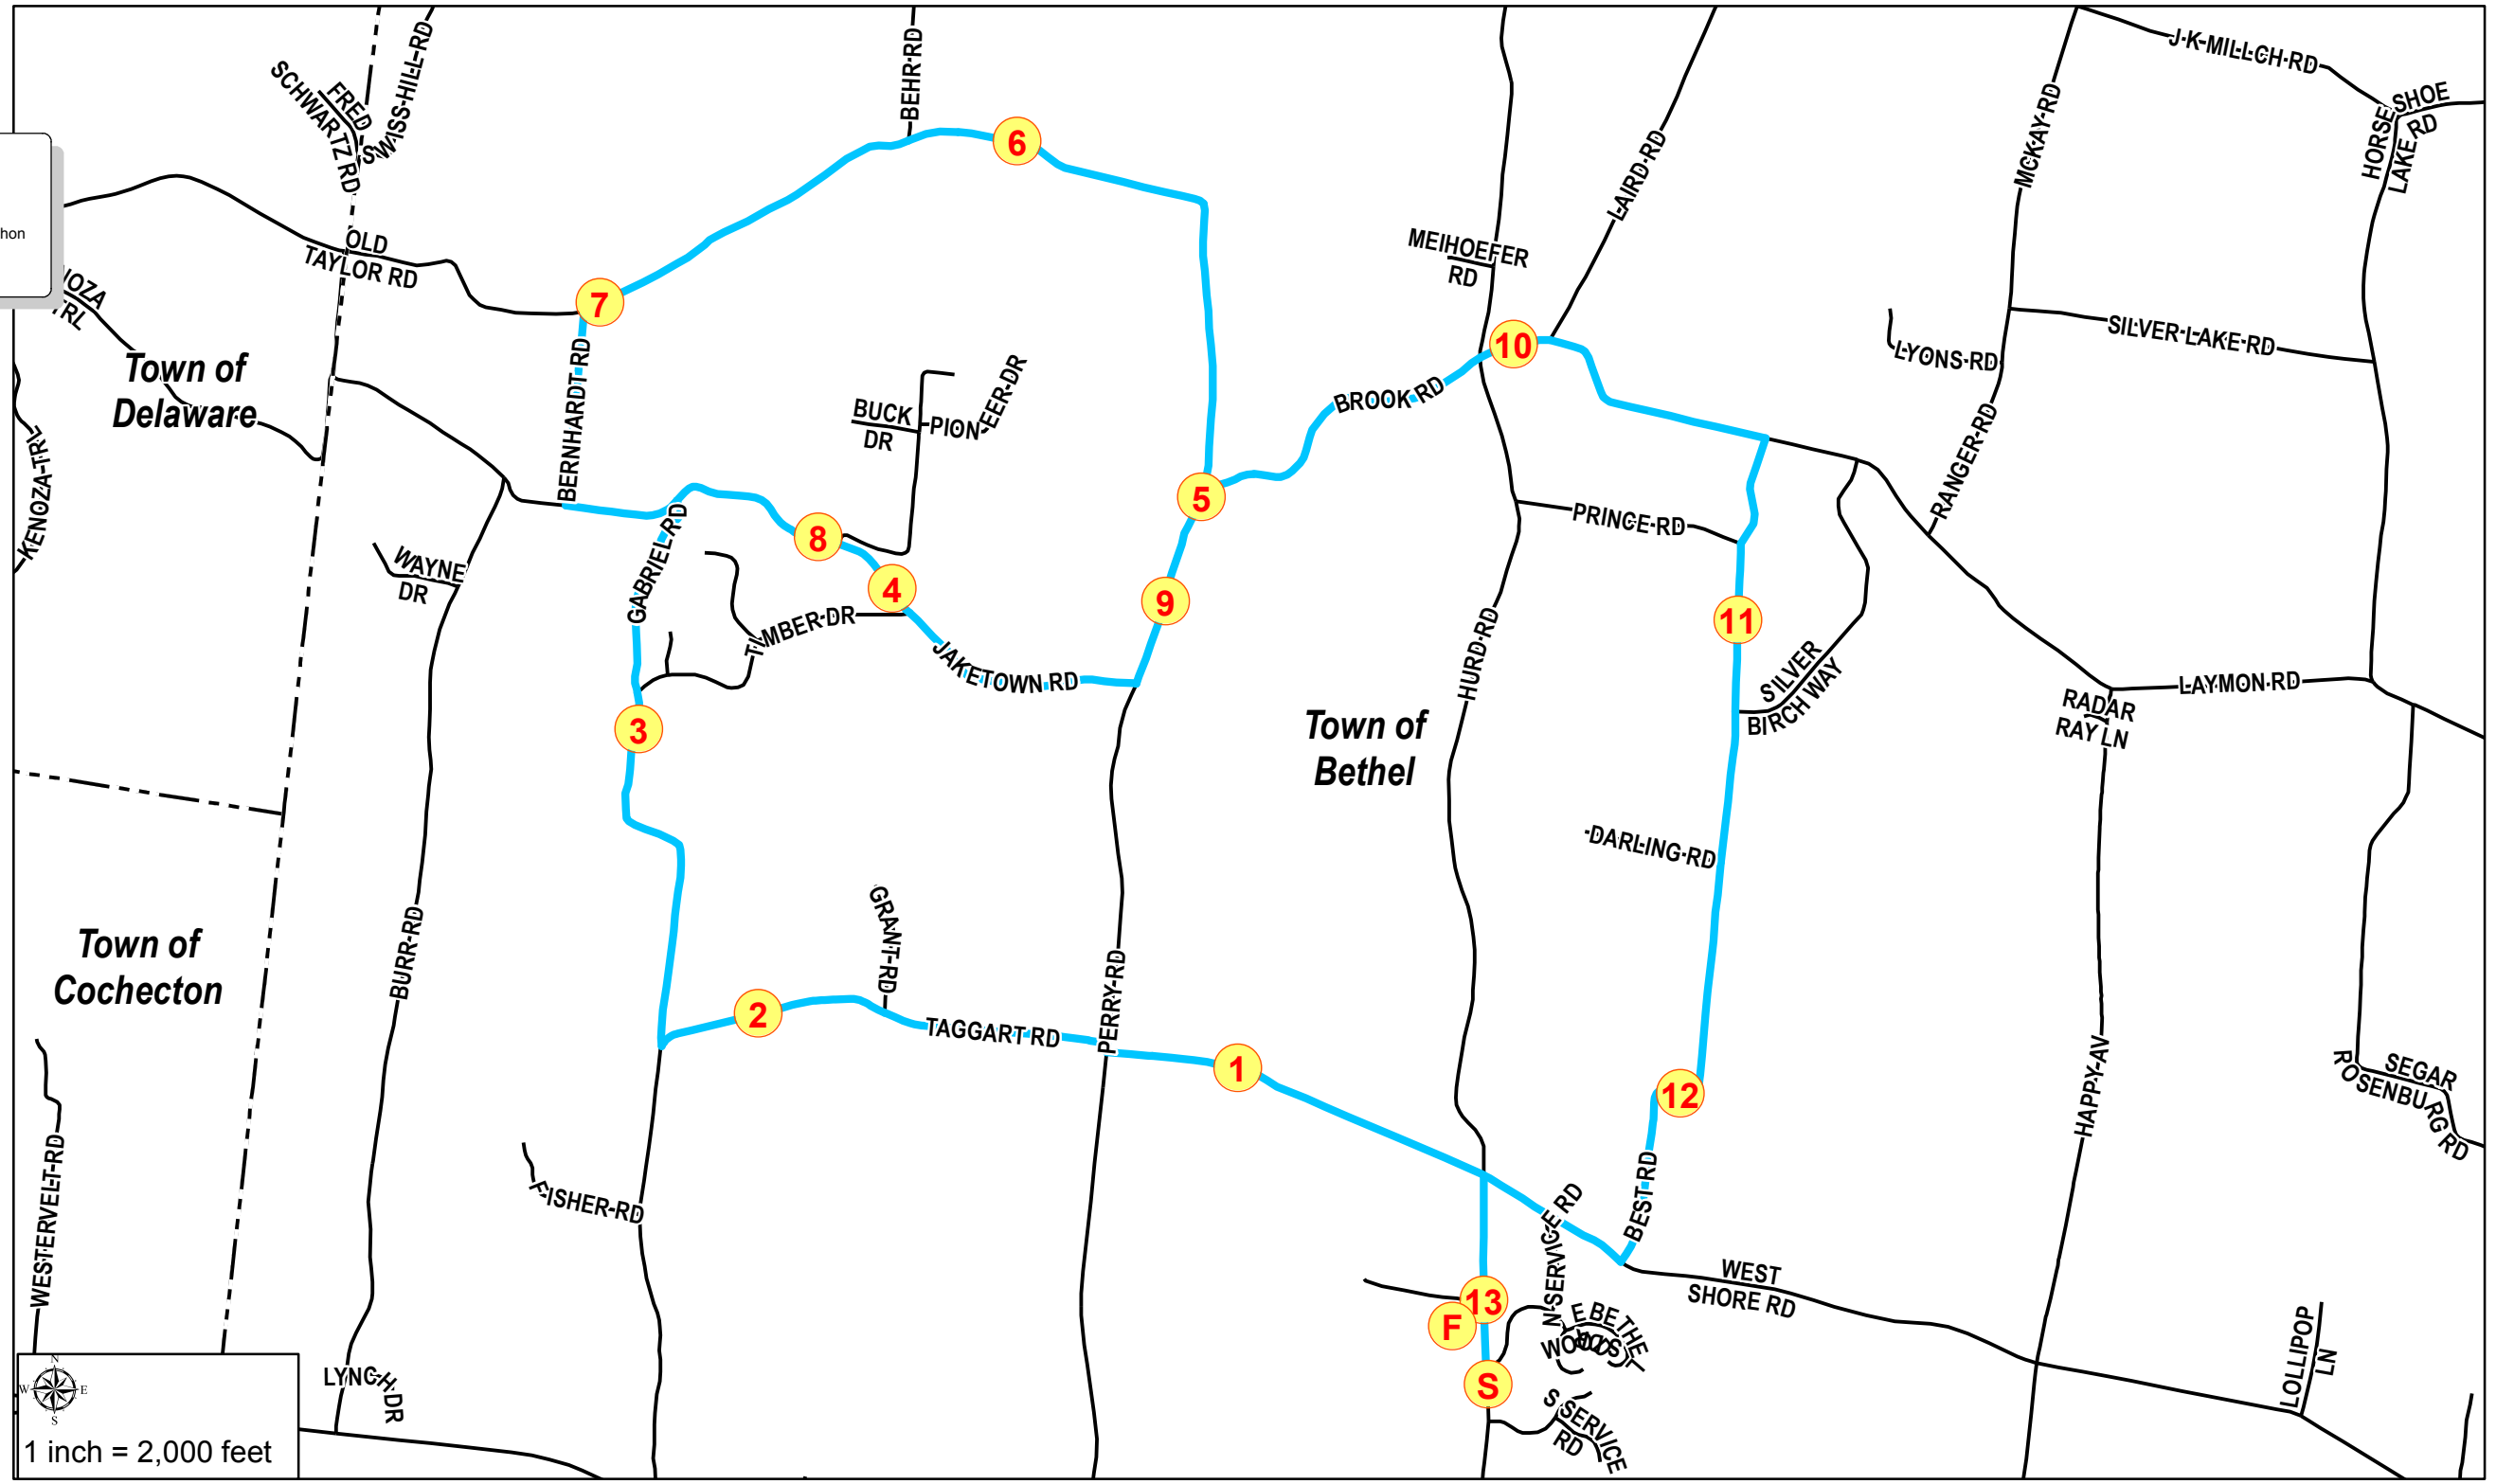 J-K-MILLCH-RD
BEHR-RD
SWISS-HILL-RD
FRED
SCHWARTZ RD
SHOE
HORSE
LAKE RD
MCKAY-RD
LAIRD-RD
6
hon
OLD
TAYLOR RD
MEIHOEFER
RD
7
10
SILVER-LAKE-RD
LYONS-RD
Town of
Delaware
BERNHARDT-RD
BUCK
DR
PIONEER-DR
BROOK RD
KENOZA-TRL
RANGER-RD
5
PRINCE-RD
GABRIEL RD
8
WAYNE
DR
4
9
11
TIMBER-DR
JAKETOWN RD
HURD-RD
SILVER
BIRCH WAY
LAYMON-RD
RADAR
RAY LN
3
Town of
Bethel
DARLING-RD
GRANT-RD
BURR-RD
Town of
Cochecton
PERRY-RD
2
TAGGART RD
1
12
HAPPY-AV
SEGAR
ROSENBURG RD
WESTERVELT-RD
FISHER-RD
BEST RD
N SERVICE RD
WEST
SHORE RD
13
F
E BETHEL
WOODS
S
LOLLIPOP
LN
LYNCH DR
S SERVICE
RD
N
W
E
S
1 inch = 2,000 feet